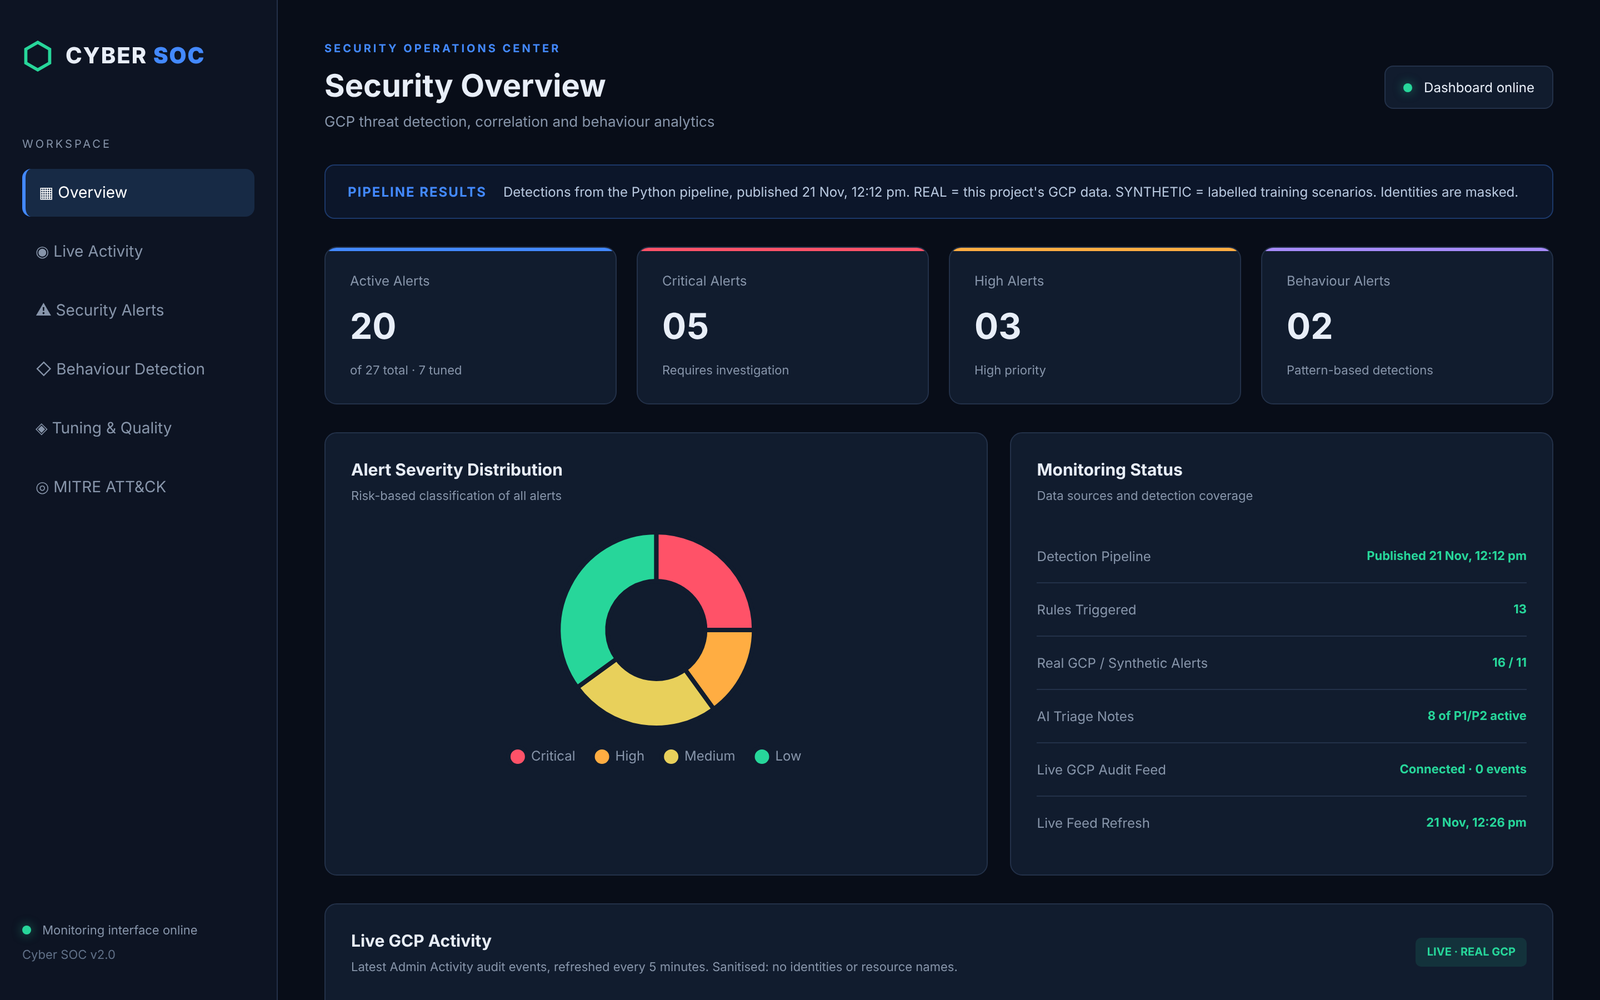 CYBER SOC
WORKSPACE
Overview
Live Activity
Security Alerts
Behaviour Detection
Tuning & Quality
MITRE ATT&CK
Monitoring interface online
Cyber SOC v2.0
SECURITY OPERATIONS CENTER
Security Overview
GCP threat detection, correlation and behaviour analytics
Dashboard online
PIPELINE RESULTS Detections from the Python pipeline, published 21 Nov, 12:12 pm. REAL = this project's GCP data. SYNTHETIC = labelled training scenarios. Identities are masked.
Active Alerts
20
of 27 total · 7 tuned
Critical Alerts
05
Requires investigation
High Alerts
03
High priority
Behaviour Alerts
02
Pattern-based detections
Alert Severity Distribution
Risk-based classification of all alerts
Critical High Medium Low
Monitoring Status
Data sources and detection coverage
Detection Pipeline Published 21 Nov, 12:12 pm
Rules Triggered 13
Real GCP / Synthetic Alerts 16 / 11
AI Triage Notes 8 of P1/P2 active
Live GCP Audit Feed Connected · 0 events
Live Feed Refresh 21 Nov, 12:26 pm
Live GCP Activity
Latest Admin Activity audit events, refreshed every 5 minutes. Sanitised: no identities or resource names.
LIVE · REAL GCP